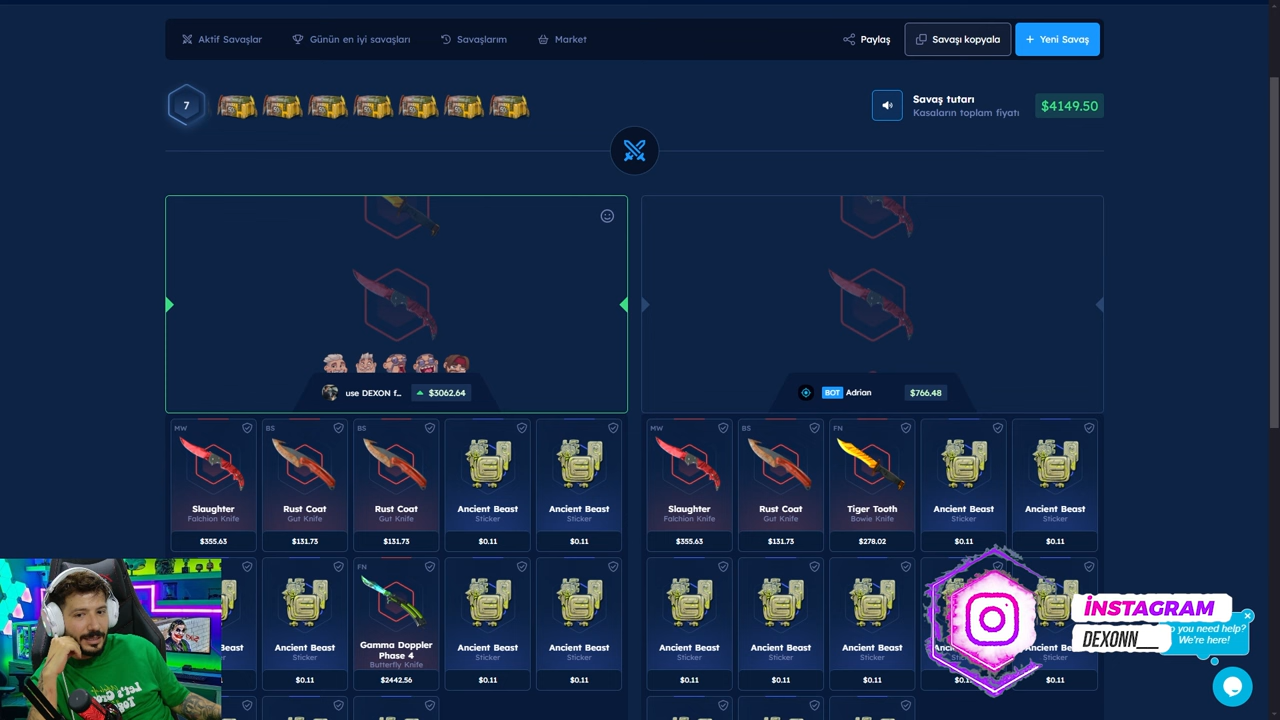 Aktif Savaşlar
Günün en iyi savaşları
Savaşlarım
Market
Paylaş
Savaşı kopyala
+ Yeni Savaş
7
Savaş tutarı
Kasaların toplam fiyatı
$4149.50
use DEXON f...
$3062.64
BOT Adrian
$766.48
MW
Slaughter
Falchion Knife
$355.63
BS
Rust Coat
Gut Knife
$131.73
BS
Rust Coat
Gut Knife
$131.73
Ancient Beast
Sticker
$0.11
Ancient Beast
Sticker
$0.11
MW
Slaughter
Falchion Knife
$355.63
BS
Rust Coat
Gut Knife
$131.73
FN
Tiger Tooth
Bowie Knife
$278.02
Ancient Beast
Sticker
$0.11
Ancient Beast
Sticker
$0.11
Ancient Beast
Sticker
$0.11
FN
Gamma Doppler
Phase 4
Butterfly Knife
$2442.56
Ancient Beast
Sticker
$0.11
Ancient Beast
Sticker
$0.11
Ancient Beast
Sticker
$0.11
Ancient Beast
Sticker
$0.11
Ancient Beast
Sticker
$0.11
$0.11
$0.11
İNSTAGRAM
DEXONN__
you need help?
We're here!